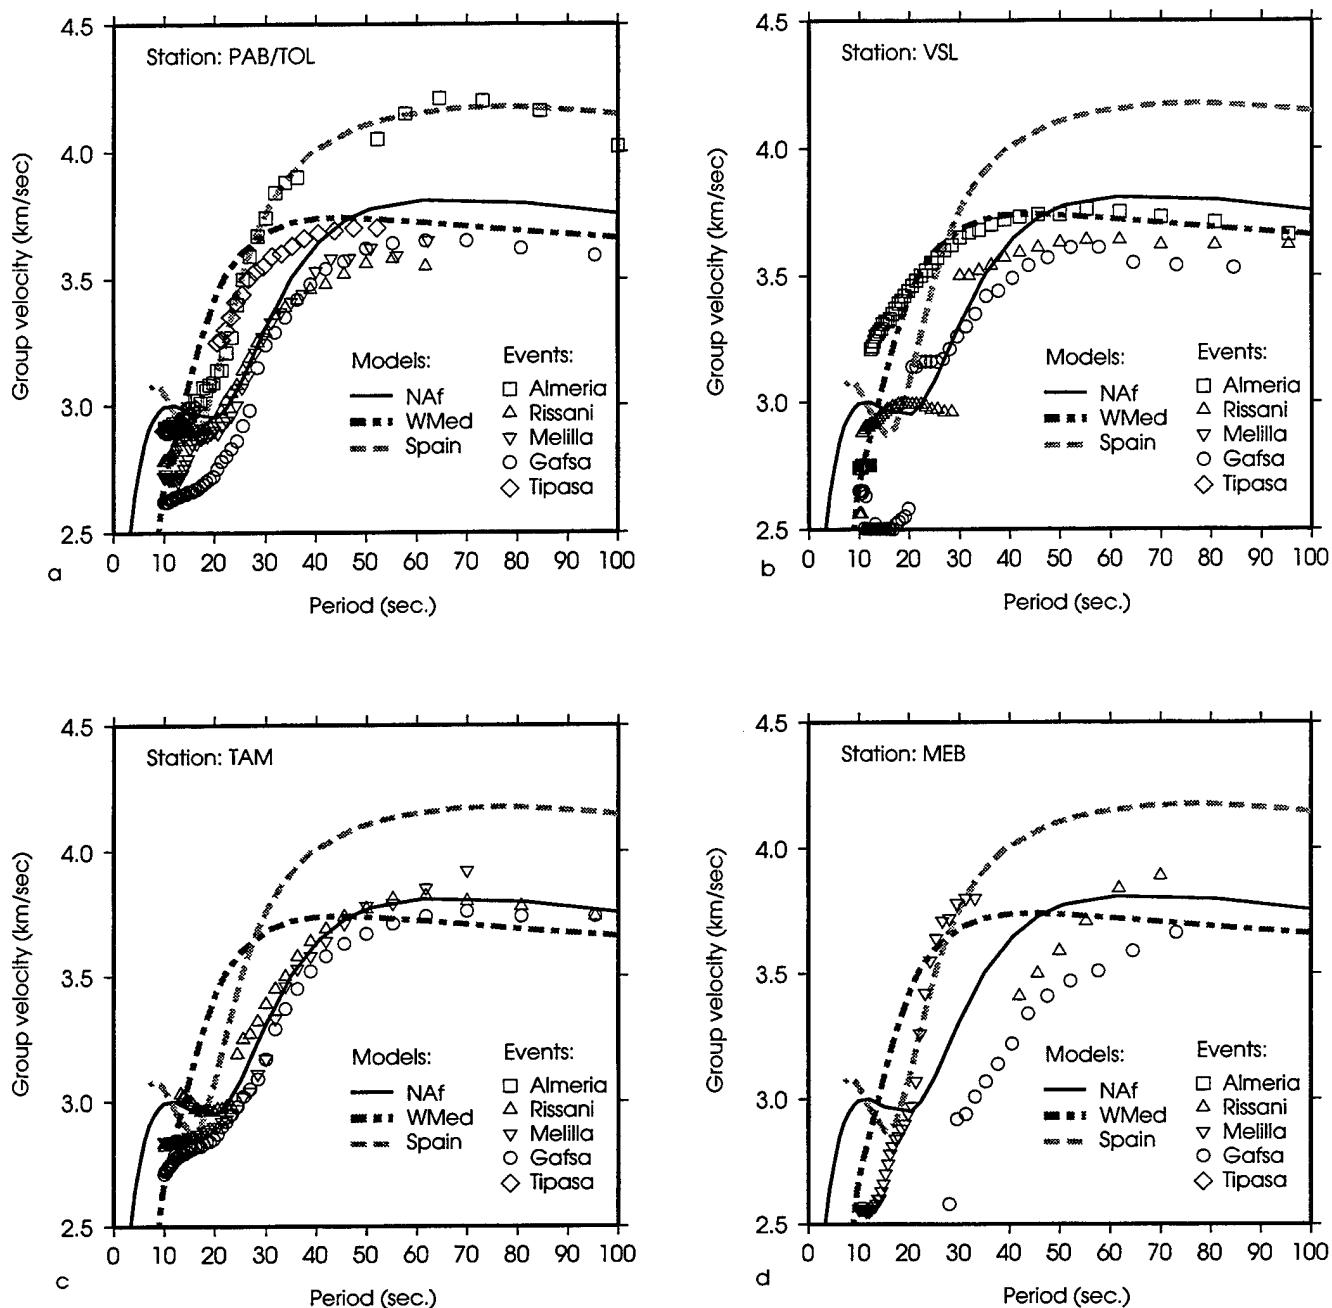 Station: PAB/TOL
Group velocity (km/sec)
4.5
4.0
3.5
3.0
2.5
Models:
NAf
WMed
Spain
Events:
Almeria
Rissani
Melilla
Gafsa
Tipasa
0 10 20 30 40 50 60 70 80 90 100
Period (sec.)
a
Station: VSL
Group velocity (km/sec)
4.5
4.0
3.5
3.0
2.5
Models:
NAf
WMed
Spain
Events:
Almeria
Rissani
Melilla
Gafsa
Tipasa
0 10 20 30 40 50 60 70 80 90 100
Period (sec.)
b
Station: TAM
Group velocity (km/sec)
4.5
4.0
3.5
3.0
2.5
Models:
NAf
WMed
Spain
Events:
Almeria
Rissani
Melilla
Gafsa
Tipasa
0 10 20 30 40 50 60 70 80 90 100
Period (sec.)
c
Station: MEB
Group velocity (km/sec)
4.5
4.0
3.5
3.0
2.5
Models:
NAf
WMed
Spain
Events:
Almeria
Rissani
Melilla
Gafsa
Tipasa
0 10 20 30 40 50 60 70 80 90 100
Period (sec.)
d